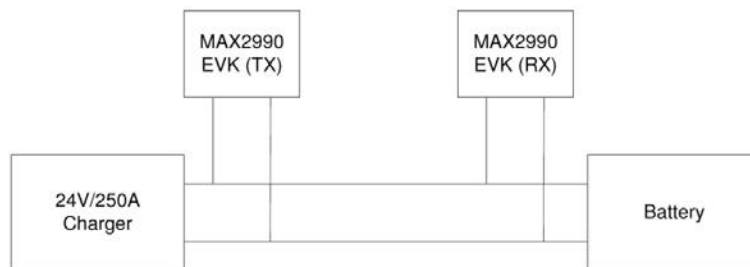 MAX2990
EVK (TX)
MAX2990
EVK (RX)
24V/250A
Charger
Battery